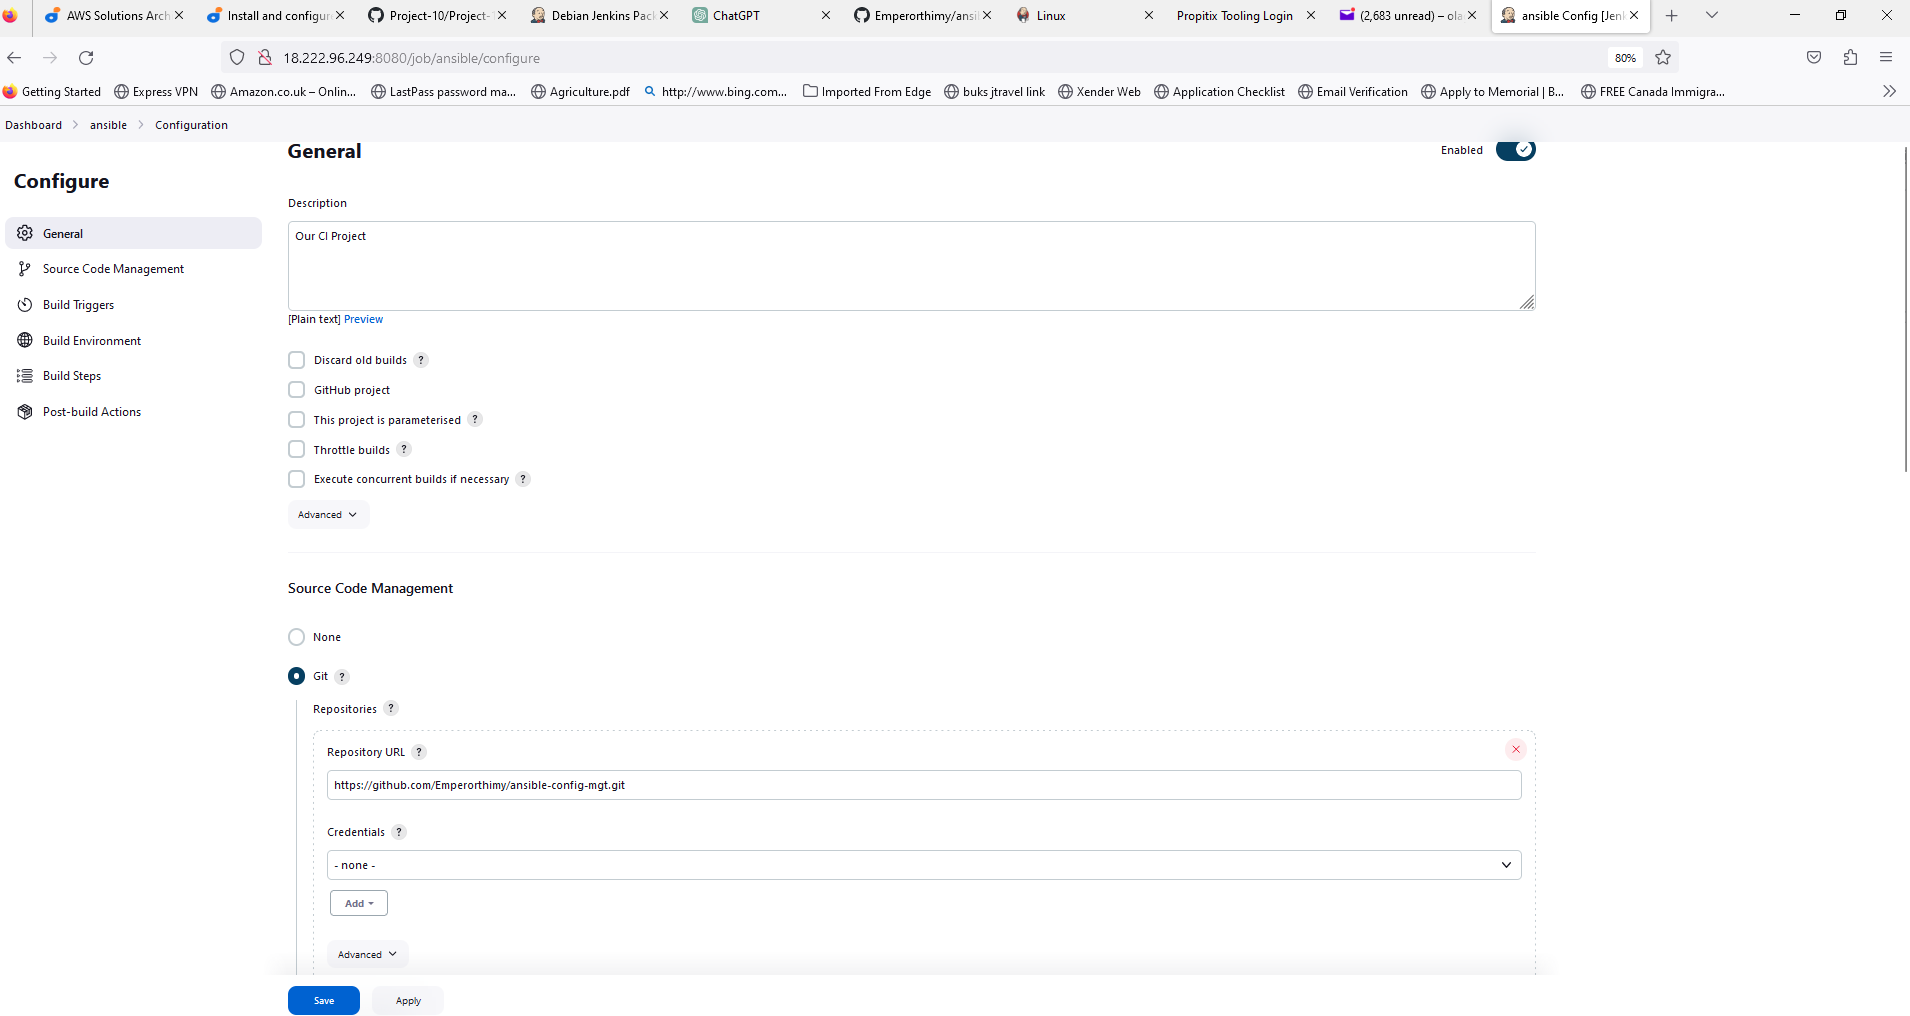 AWS Solutions Arch
Install and configur
Project-10/Project-1
Debian Jenkins Pack
ChatGPT
Emperorthimy/ansi
Linux
Propitix Tooling Login
(2,683 unread) – ola
ansible Config [Jen
18.222.96.249:8080/job/ansible/configure
80%
Getting Started
Express VPN
Amazon.co.uk – Onlin...
LastPass password ma...
Agriculture.pdf
http://www.bing.com...
Imported From Edge
buks jtravel link
Xender Web
Application Checklist
Email Verification
Apply to Memorial | B...
FREE Canada Immigra...
Dashboard
ansible
Configuration
Configure
General
Source Code Management
Build Triggers
Build Environment
Build Steps
Post-build Actions
General
Enabled
Description
Our CI Project
[Plain text] Preview
Discard old builds ?
GitHub project
This project is parameterised ?
Throttle builds ?
Execute concurrent builds if necessary ?
Advanced
Source Code Management
None
Git ?
Repositories ?
Repository URL ?
https://github.com/Emperorthimy/ansible-config-mgt.git
Credentials ?
- none -
Add
Advanced
Save
Apply